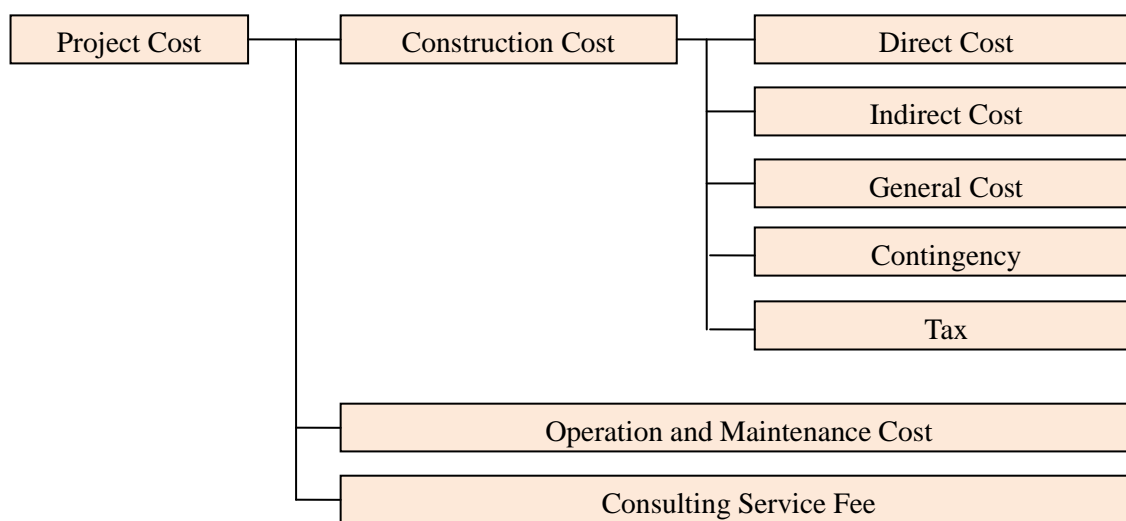 Project Cost
Construction Cost
Direct Cost
Indirect Cost
General Cost
Contingency
Tax
Operation and Maintenance Cost
Consulting Service Fee